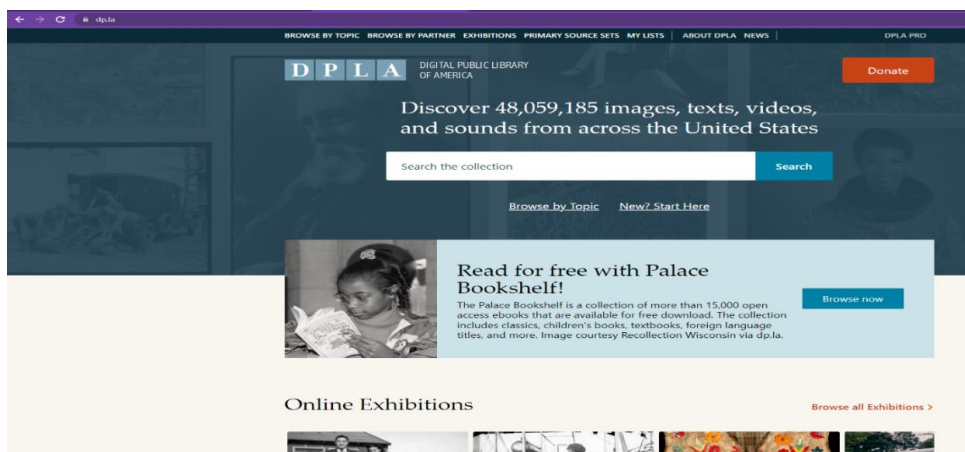 dp.la
BROWSE BY TOPIC BROWSE BY PARTNER EXHIBITIONS PRIMARY SOURCE SETS MY LISTS | ABOUT DPLA NEWS | DPLA PRO
DPLA DIGITAL PUBLIC LIBRARY
OF AMERICA
Donate
Discover 48,059,185 images, texts, videos,
and sounds from across the United States
Search the collection Search
Browse by Topic New? Start Here
Read for free with Palace
Bookshelf!
The Palace Bookshelf is a collection of more than 15,000 open
access ebooks that are available for free download. The collection
includes classics, children's books, textbooks, foreign language
titles, and more. Image courtesy Recollection Wisconsin via dp.la.
Browse now
Online Exhibitions Browse all Exhibitions >